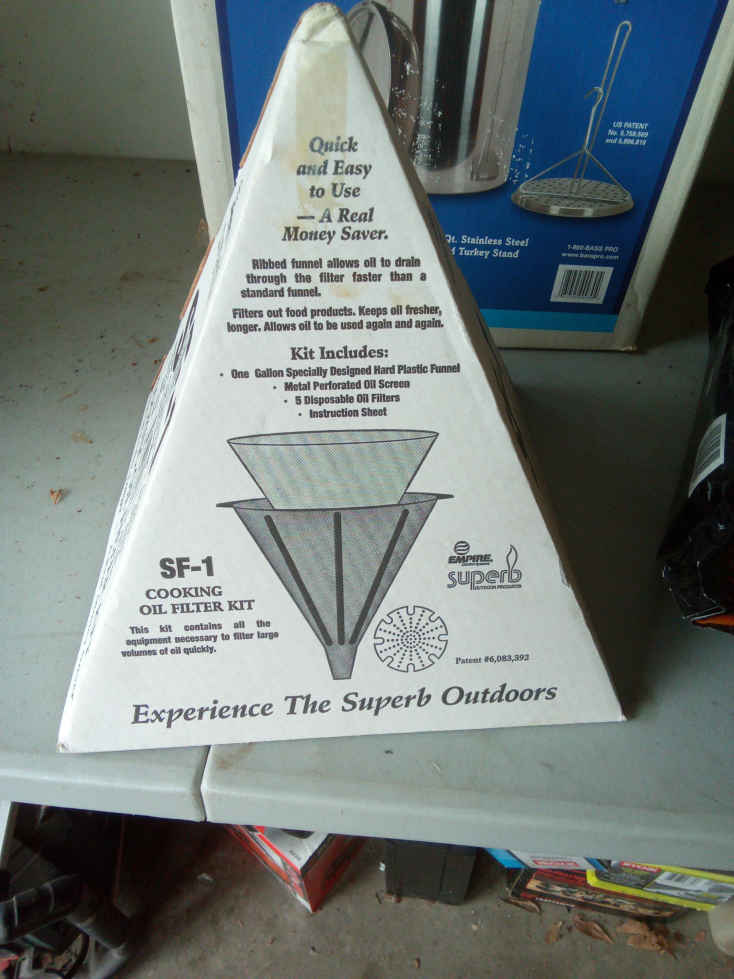 Quick
and Easy
to Use
— A Real
Money Saver.
Ribbed funnel allows oil to drain
through the filter faster than a
standard funnel.
Filters out food products. Keeps oil fresher,
longer. Allows oil to be used again and again.
Kit Includes:
• One Gallon Specially Designed Hard Plastic Funnel
• Metal Perforated Oil Screen
• 5 Disposable Oil Filters
• Instruction Sheet
SF-1
COOKING
OIL FILTER KIT
This kit contains all the
equipment necessary to filter large
volumes of oil quickly.
EMPIRE
superb
OUTDOOR PRODUCTS
Patent #6,083,392
Experience The Superb Outdoors
US PATENT
and
Qt. Stainless Steel
Turkey Stand
1-800-BASS PRO
www.basspro.com